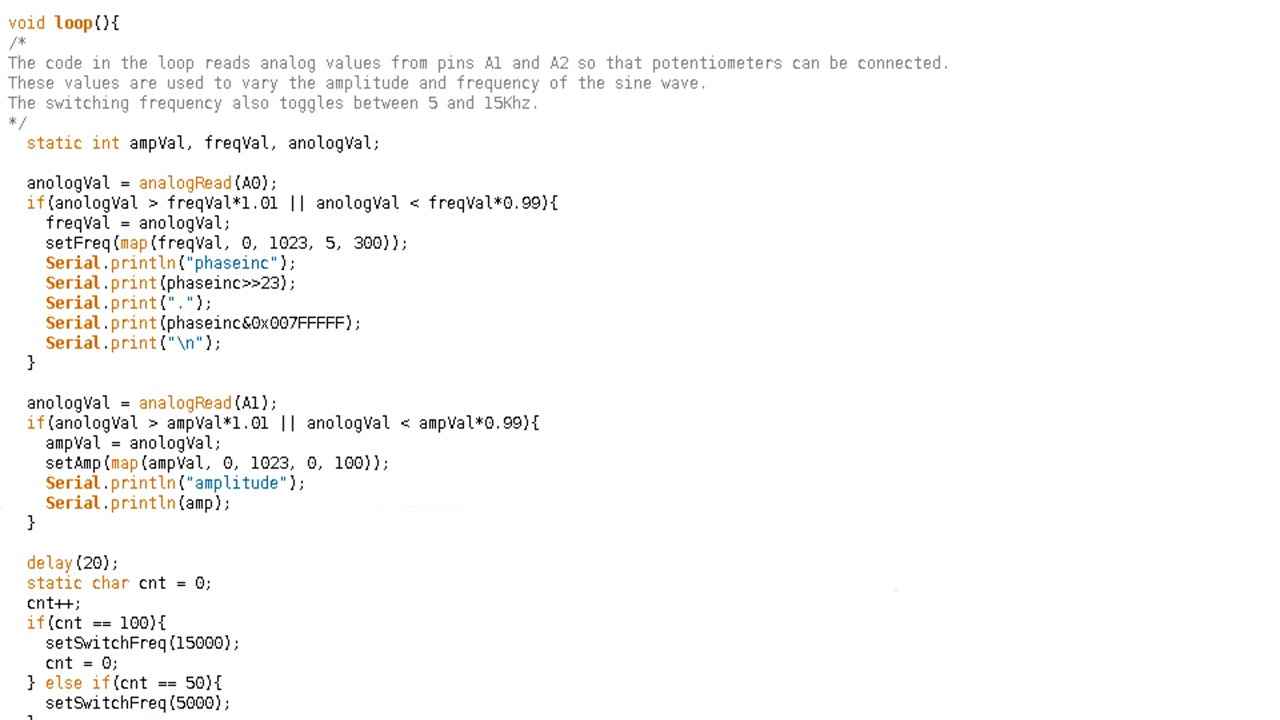 void loop(){
/*
The code in the loop reads analog values from pins A1 and A2 so that potentiometers can be connected.
These values are used to vary the amplitude and frequency of the sine wave.
The switching frequency also toggles between 5 and 15Khz.
*/
static int ampVal, freqVal, anologVal;
anologVal = analogRead(A0);
if(anologVal > freqVal*1.01 || anologVal < freqVal*0.99){
freqVal = anologVal;
setFreq(map(freqVal, 0, 1023, 5, 300));
Serial.println("phaseinc");
Serial.print(phaseinc>>23);
Serial.print(".");
Serial.print(phaseinc&0x007FFFFF);
Serial.print("\n");
}
anologVal = analogRead(A1);
if(anologVal > ampVal*1.01 || anologVal < ampVal*0.99){
ampVal = anologVal;
setAmp(map(ampVal, 0, 1023, 0, 100));
Serial.println("amplitude");
Serial.println(amp);
}
delay(20);
static char cnt = 0;
cnt++;
if(cnt == 100){
setSwitchFreq(15000);
cnt = 0;
} else if(cnt == 50){
setSwitchFreq(5000);